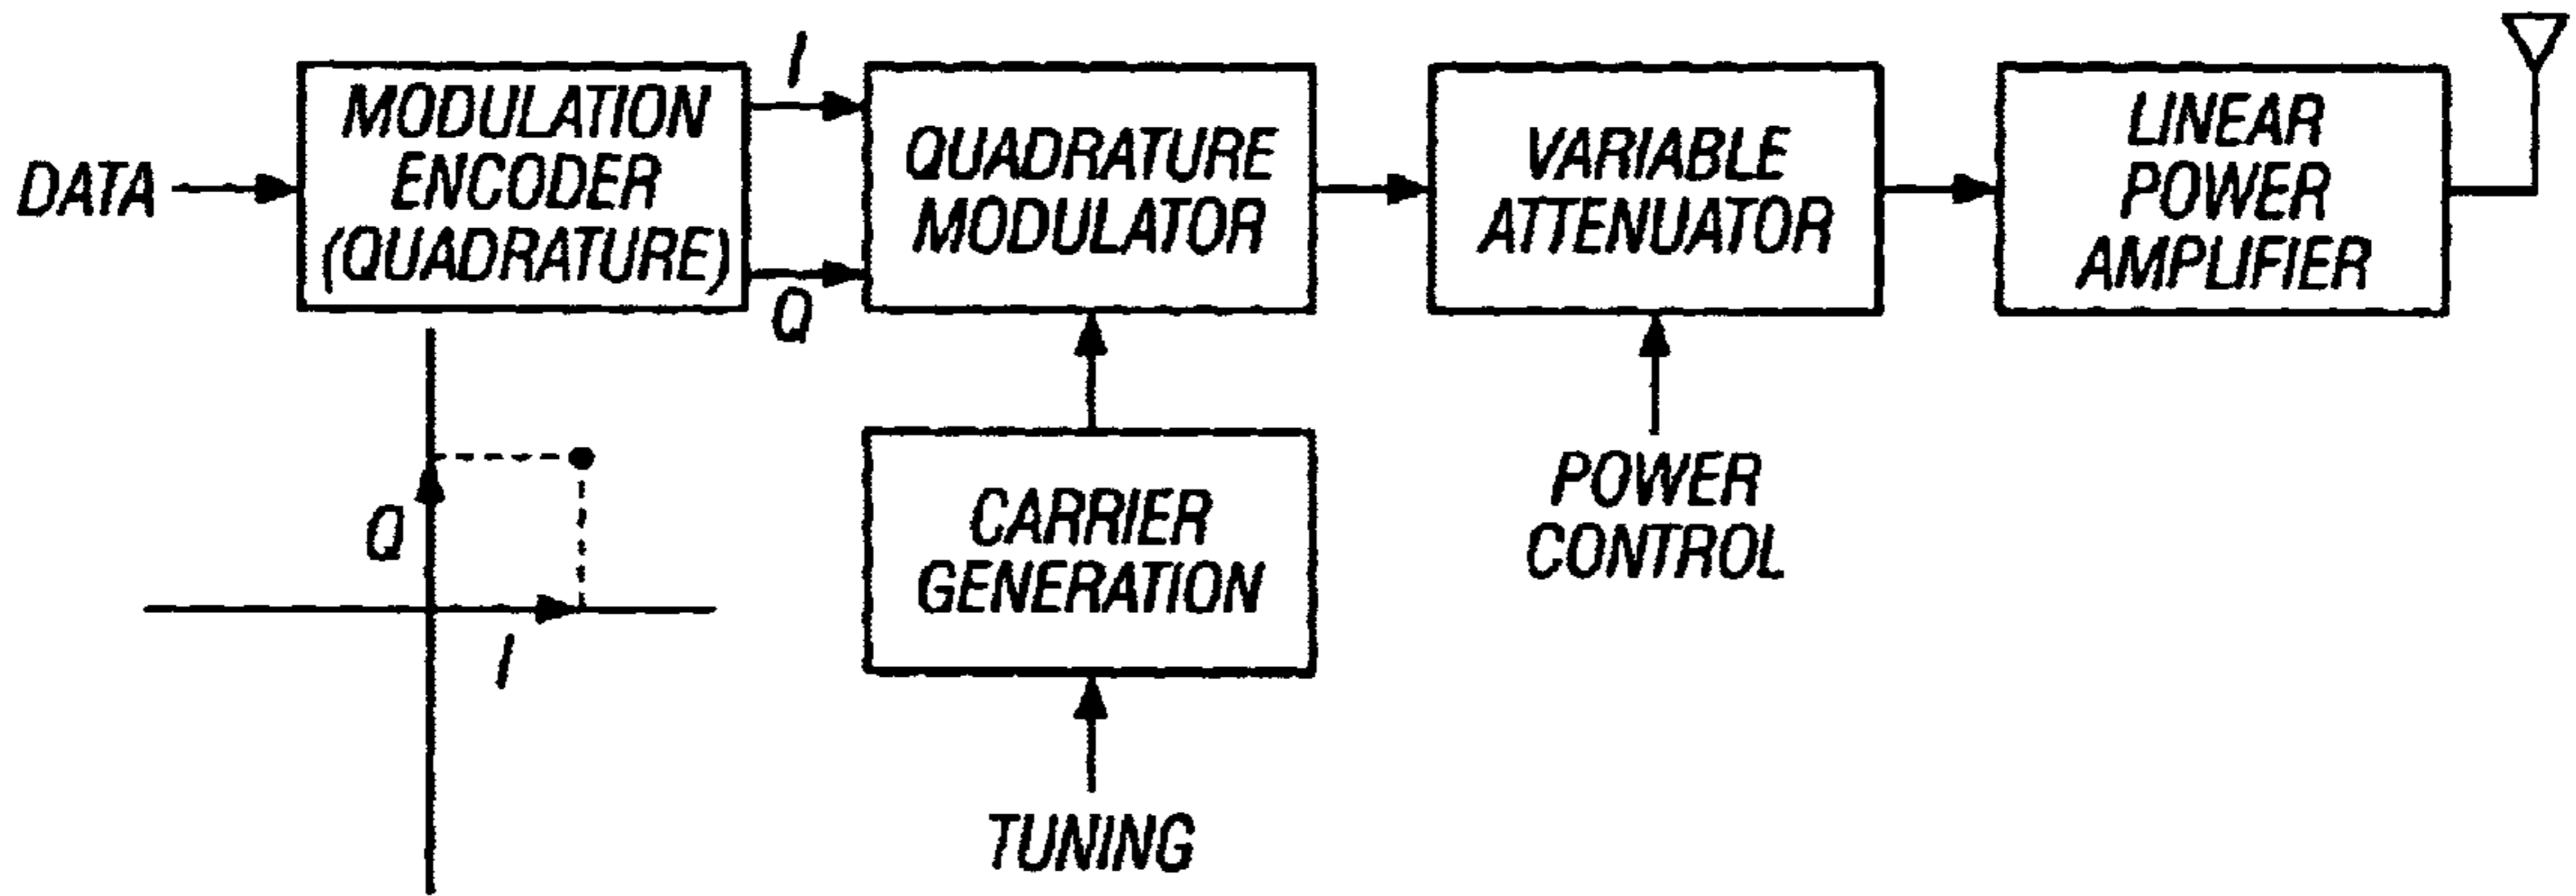 DATA
MODULATION
ENCODER
(QUADRATURE)
I
Q
QUADRATURE
MODULATOR
VARIABLE
ATTENUATOR
LINEAR
POWER
AMPLIFIER
Q
I
CARRIER
GENERATION
POWER
CONTROL
TUNING